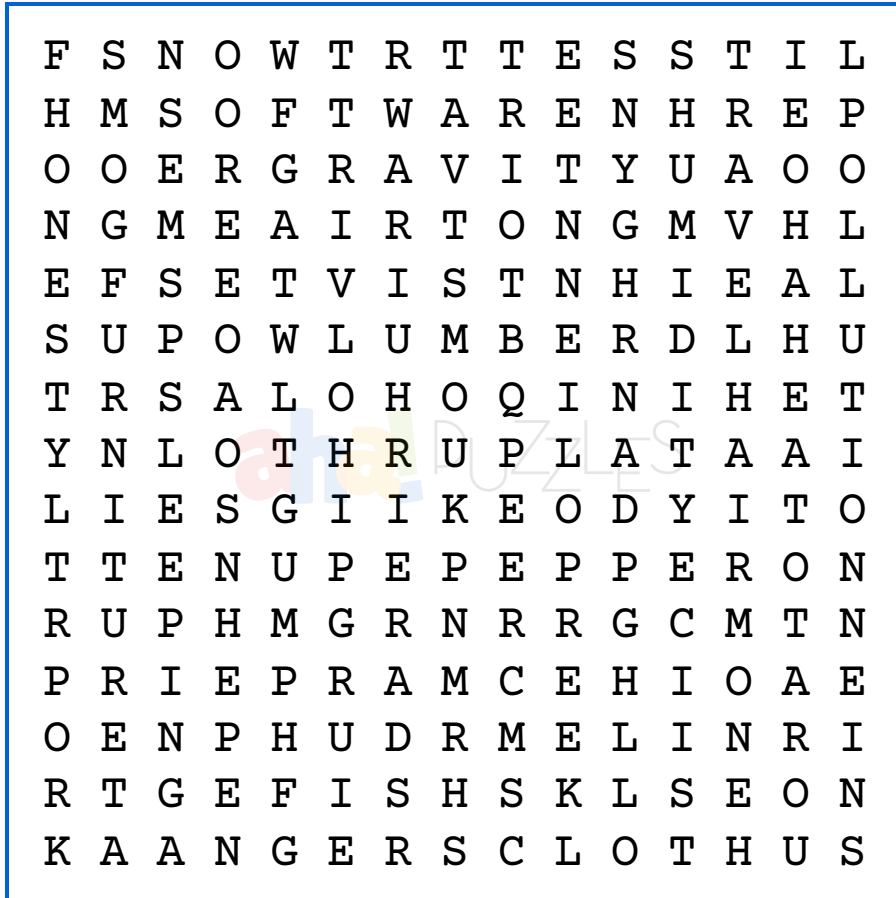 F S N O W T R T T E S S T I L
H M S O F T W A R E N H R E P
O O E R G R A V I T Y U A O O
N G M E A I R T O N G M V H L
E F S E T V I S T N H I E A L
S U P O W L U M B E R D L H U
T R S A L O H O Q I N I H E T
Y N L O T H R U P L A T A A I
L I E S G I I K E O D Y I T O
T T E N U P E P E P P E R O N
R U P H M G R N R R G C M T N
P R I E P R A M C E H I O A E
O E N P H U D R M E L I N R I
R T G E F I S H S K L S E O N
K A A N G E R S C L O T H U S
aha! PUZZLES